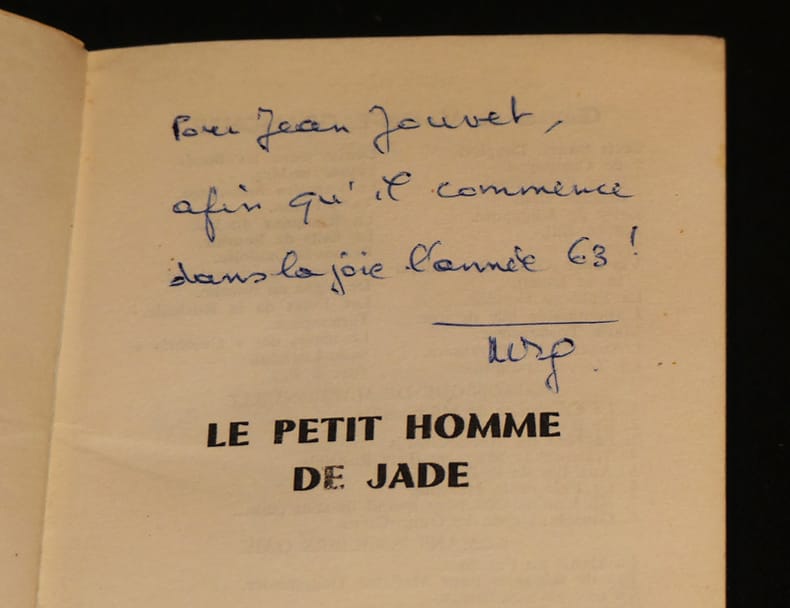 Pour Jean Jouvet,
afin qu'il commence
dans la joie l'année 63 !
LE PETIT HOMME
DE JADE